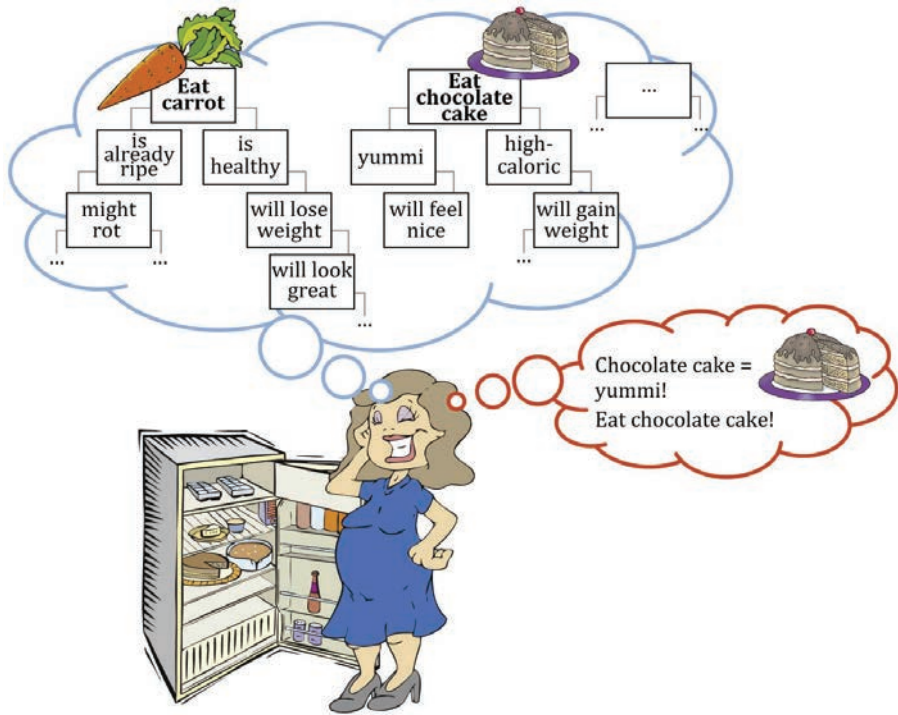 Eat
carrot
is
already
ripe
is
healthy
might
rot
will lose
weight
will look
great
...
...
...
Eat
chocolate
cake
yummi
high-
caloric
will feel
nice
will gain
weight
...
...
...
...
Chocolate cake =
yummi!
Eat chocolate cake!